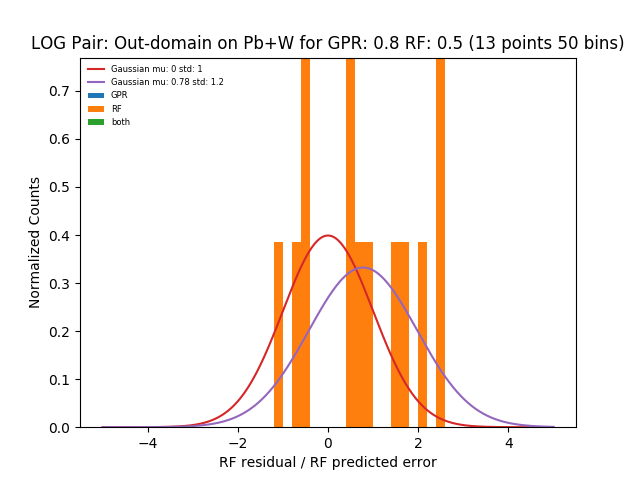 LOG Pair: Out-domain on Pb+W for GPR: 0.8 RF: 0.5 (13 points 50 bins)
Gaussian mu: 0 std: 1
Gaussian mu: 0.78 std: 1.2
GPR
RF
both
Normalized Counts
0.7
0.6
0.5
0.4
0.3
0.2
0.1
0.0
−4 −2 0 2 4
RF residual / RF predicted error